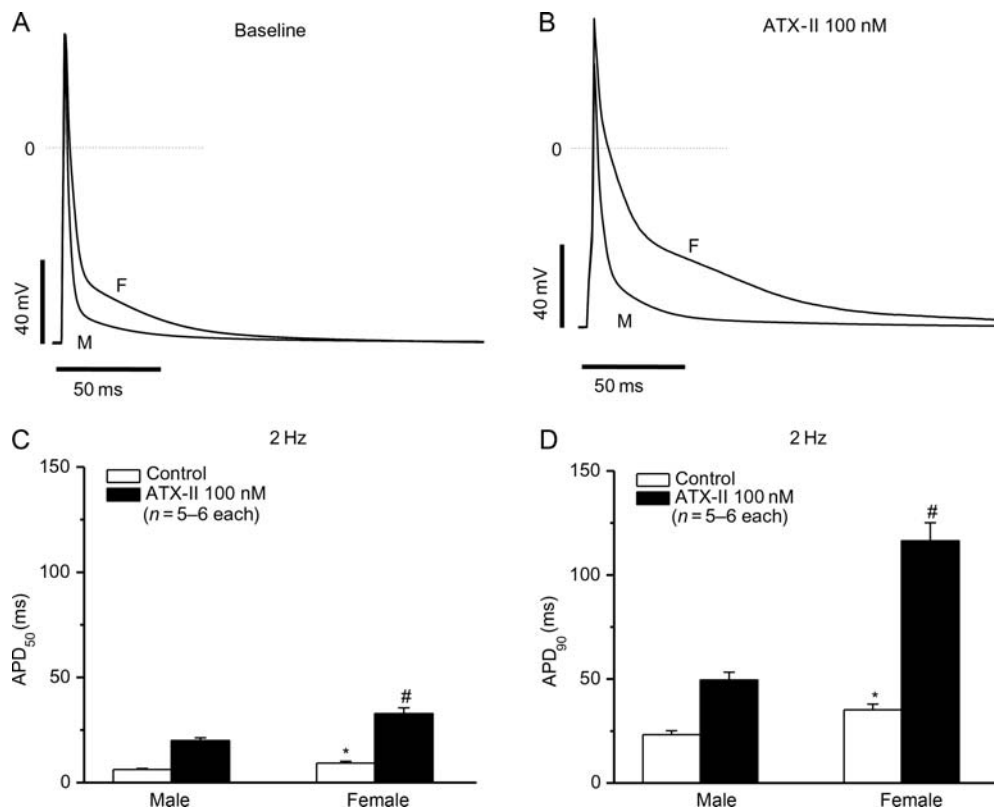 A
Baseline
0
F
M
40 mV
50 ms
B
ATX-II 100 nM
0
F
M
40 mV
50 ms
C
2 Hz
Control
ATX-II 100 nM
(n = 5–6 each)
150
100
50
0
APD50 (ms)
*
#
Male
Female
D
2 Hz
Control
ATX-II 100 nM
(n = 5–6 each)
150
100
50
0
APD90 (ms)
*
#
Male
Female